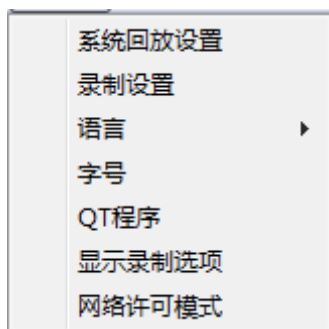 系统回放设置
录制设置
语言
字号
QT程序
显示录制选项
网络许可模式